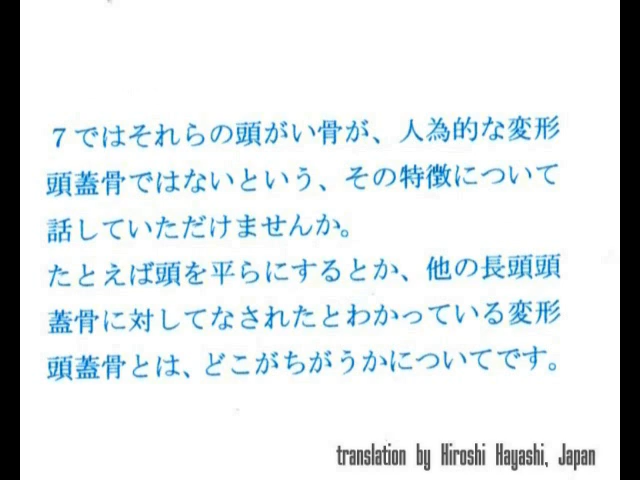 7ではそれらの頭がい骨が、人為的な変形
頭蓋骨ではないという、その特徴について
話していただけませんか。
たとえば頭を平らにするとか、他の長頭頭
蓋骨に対してなされたとわかっている変形
頭蓋骨とは、どこがちがうかについてです。
translation by Hiroshi Hayashi, Japan